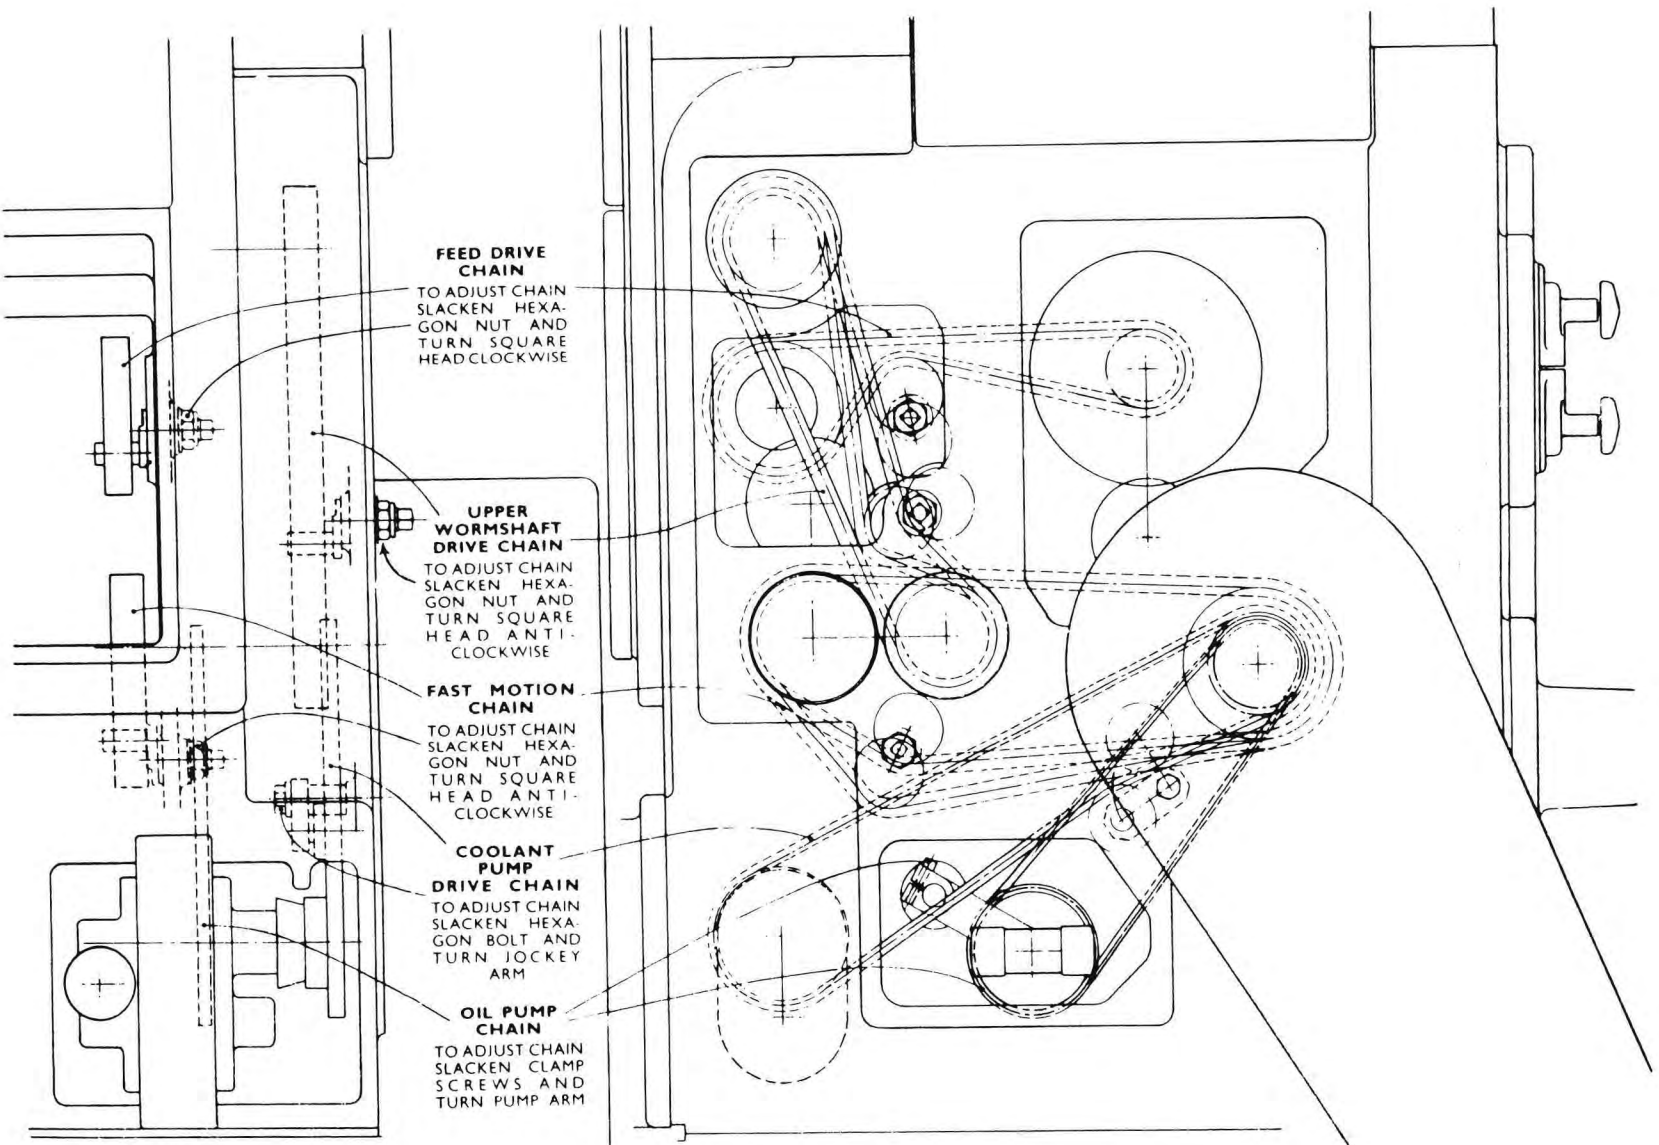 FEED DRIVE
CHAIN
TO ADJUST CHAIN
SLACKEN HEXA-
GON NUT AND
TURN SQUARE
HEAD CLOCKWISE
UPPER
WORMSHAFT
DRIVE CHAIN
TO ADJUST CHAIN
SLACKEN HEXA-
GON NUT AND
TURN SQUARE
HEAD ANTI-
CLOCKWISE
FAST MOTION
CHAIN
TO ADJUST CHAIN
SLACKEN HEXA-
GON NUT AND
TURN SQUARE
HEAD ANTI-
CLOCKWISE
COOLANT
PUMP
DRIVE CHAIN
TO ADJUST CHAIN
SLACKEN HEXA-
GON BOLT AND
TURN JOCKEY
ARM
OIL PUMP
CHAIN
TO ADJUST CHAIN
SLACKEN CLAMP
SCREWS AND
TURN PUMP ARM